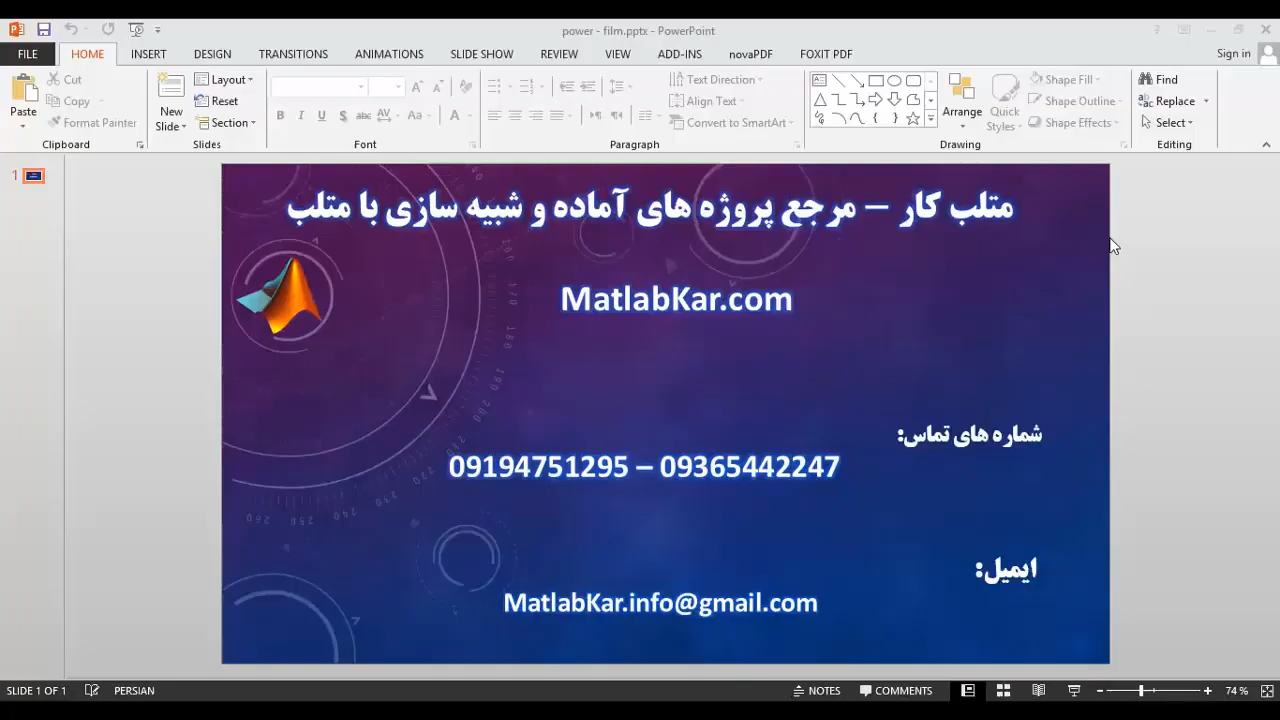 power - film.pptx - PowerPoint
FILE HOME INSERT DESIGN TRANSITIONS ANIMATIONS SLIDE SHOW REVIEW VIEW ADD-INS novaPDF FOXIT PDF Sign in
Paste
Cut
Copy
Format Painter
Clipboard
New Slide
Layout
Reset
Section
Slides
Font
Text Direction
Align Text
Convert to SmartArt
Paragraph
Arrange
Quick Styles
Shape Fill
Shape Outline
Shape Effects
Drawing
Find
Replace
Select
Editing
1
متلب کار – مرجع پروژه های آماده و شبیه سازی با متلب
MatlabKar.com
شماره های تماس:
09194751295 – 09365442247
ایمیل:
MatlabKar.info@gmail.com
SLIDE 1 OF 1 PERSIAN NOTES COMMENTS 74 %